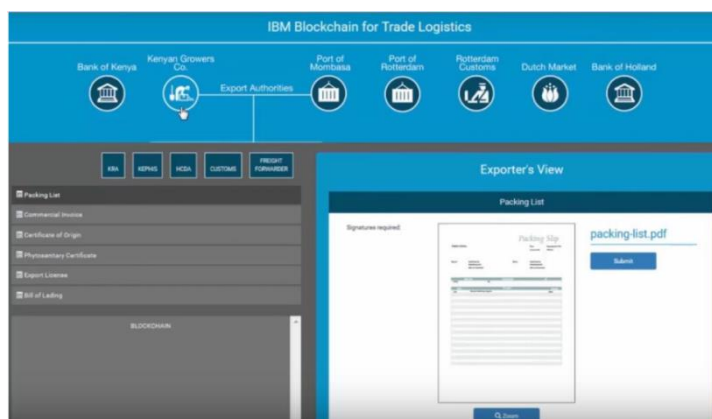 IBM Blockchain for Trade Logistics
Bank of Kenya
Kenyan Growers
Co.
Export Authorities
Port of
Mombasa
Port of
Rotterdam
Rotterdam
Customs
Dutch Market
Bank of Holland
KRA
KEPHIS
HCDA
CUSTOMS
FREIGHT
FORWARDER
Packing List
Commercial Invoice
Certificate of Origin
Phytosanitary Certificate
Export License
Bill of Lading
BLOCKCHAIN
Exporter's View
Packing List
Signatures required:
Packing Slip
packing-list.pdf
Submit
Zoom